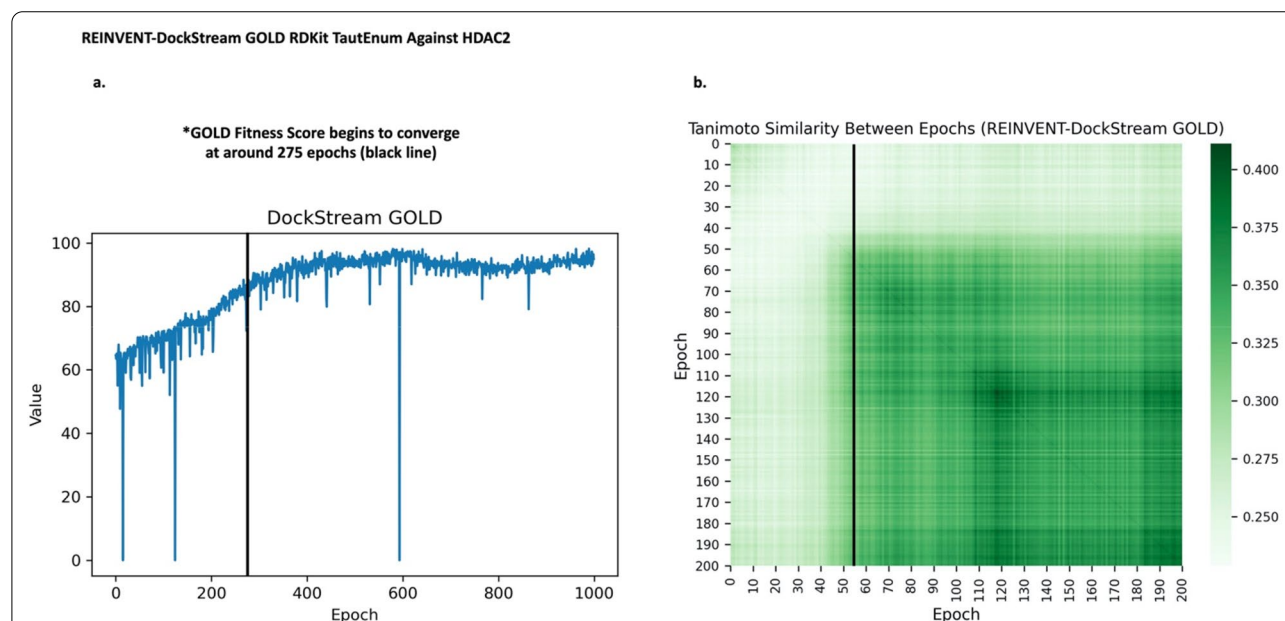 REINVENT-DockStream GOLD RDKit TautEnum Against HDAC2
a.
*GOLD Fitness Score begins to converge
at around 275 epochs (black line)
DockStream GOLD
Value
100
80
60
40
20
0
0 200 400 600 800 1000
Epoch
b.
Tanimoto Similarity Between Epochs (REINVENT-DockStream GOLD)
Epoch
0
10
20
30
40
50
60
70
80
90
100
110
120
130
140
150
160
170
180
190
200
0 10 20 30 40 50 60 70 80 90 100 110 120 130 140 150 160 170 180 190 200
Epoch
0.400
0.375
0.350
0.325
0.300
0.275
0.250